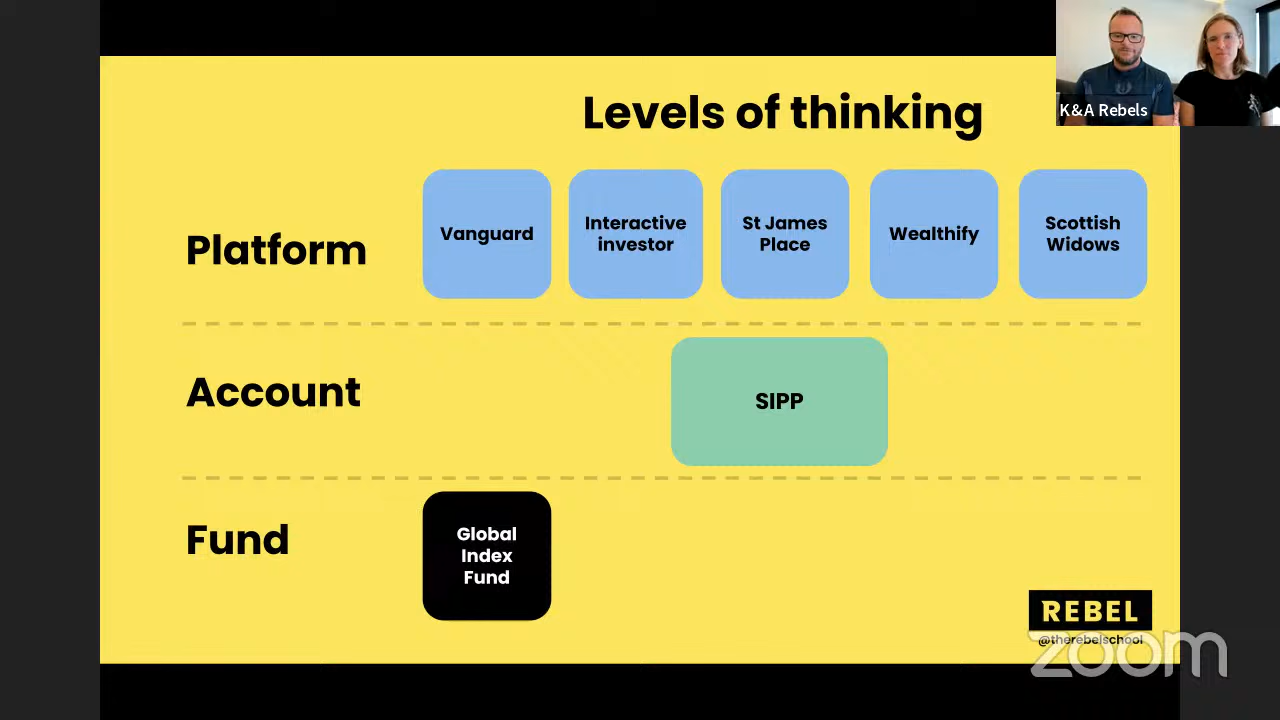 Levels of thinking
K&A Rebels
Platform
Vanguard
Interactive
investor
St James
Place
Wealthify
Scottish
Widows
Account
SIPP
Fund
Global
Index
Fund
REBEL
@therebelschool
zoom